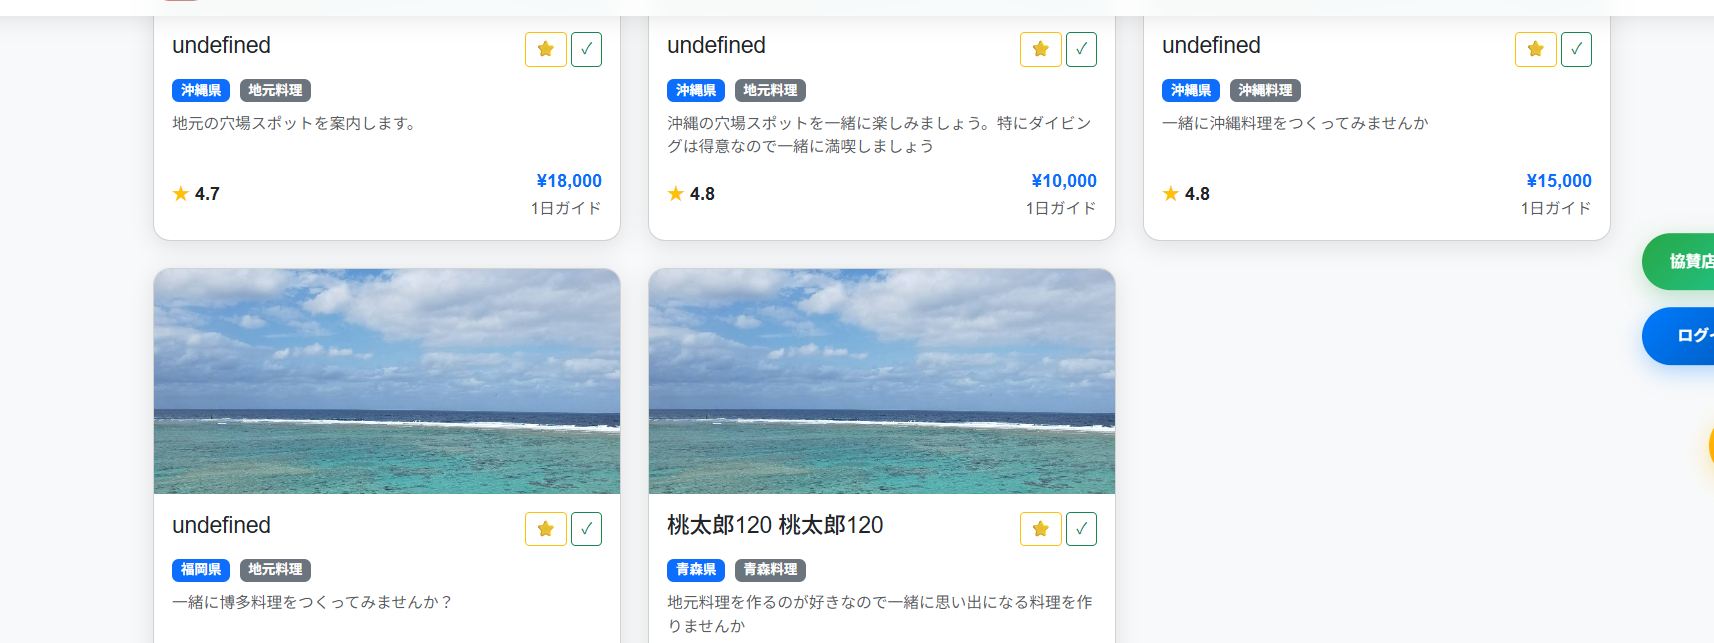 undefined
沖縄県 地元料理
地元の穴場スポットを案内します。
★ 4.7
¥18,000
1日ガイド
undefined
沖縄県 地元料理
沖縄の穴場スポットを一緒に楽しみましょう。特にダイビン
グは得意なので一緒に満喫しましょう
★ 4.8
¥10,000
1日ガイド
undefined
沖縄県 沖縄料理
一緒に沖縄料理をつくってみませんか
★ 4.8
¥15,000
1日ガイド
協賛店
ログイ
undefined
福岡県 地元料理
一緒に博多料理をつくってみませんか？
桃太郎120 桃太郎120
青森県 青森料理
地元料理を作るのが好きなので一緒に思い出になる料理を作
りませんか